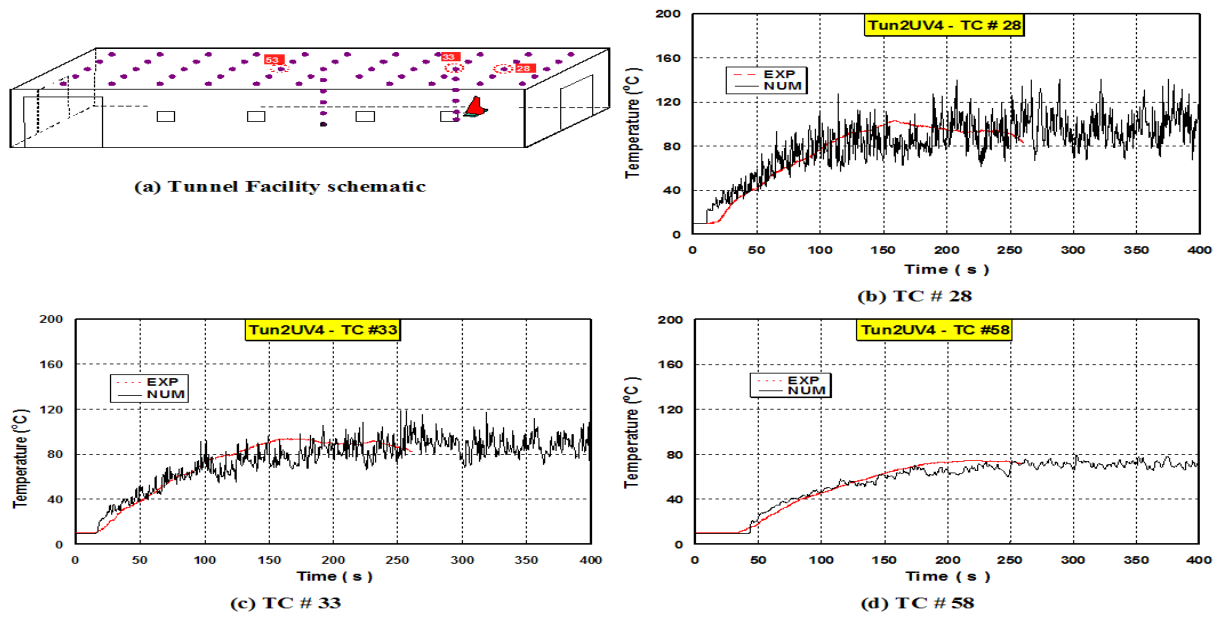 53
33
28
(a) Tunnel Facility schematic
Tun2UV4 - TC # 28
EXP
NUM
Temperature (⁰C)
200
160
120
80
40
0
0 50 100 150 200 250 300 350 400
Time ( s )
(b) TC # 28
Tun2UV4 - TC #33
EXP
NUM
Temperature (⁰C)
200
160
120
80
40
0
0 50 100 150 200 250 300 350 400
Time ( s )
(c) TC # 33
Tun2UV4 - TC #58
EXP
NUM
Temperature (⁰C)
200
160
120
80
40
0
0 50 100 150 200 250 300 350 400
Time ( s )
(d) TC # 58